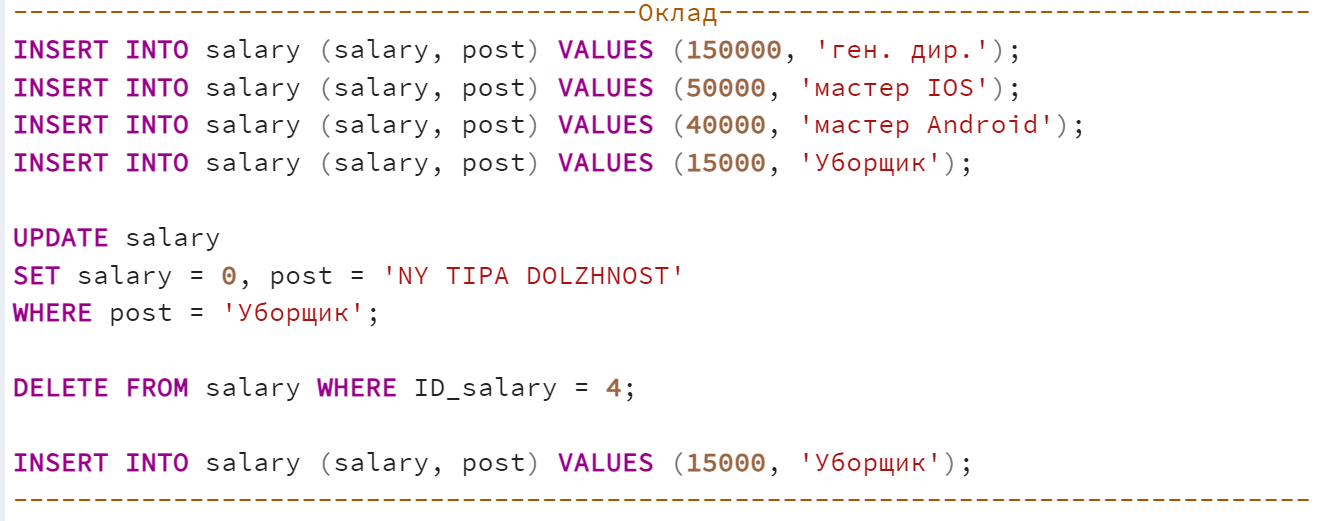 ---------------------------------------Оклад-------------------------------------
INSERT INTO salary (salary, post) VALUES (150000, 'ген. дир.');
INSERT INTO salary (salary, post) VALUES (50000, 'мастер IOS');
INSERT INTO salary (salary, post) VALUES (40000, 'мастер Android');
INSERT INTO salary (salary, post) VALUES (15000, 'Уборщик');
UPDATE salary
SET salary = 0, post = 'NY TIPA DOLZHNOST'
WHERE post = 'Уборщик';
DELETE FROM salary WHERE ID_salary = 4;
INSERT INTO salary (salary, post) VALUES (15000, 'Уборщик');
---------------------------------------------------------------------------------